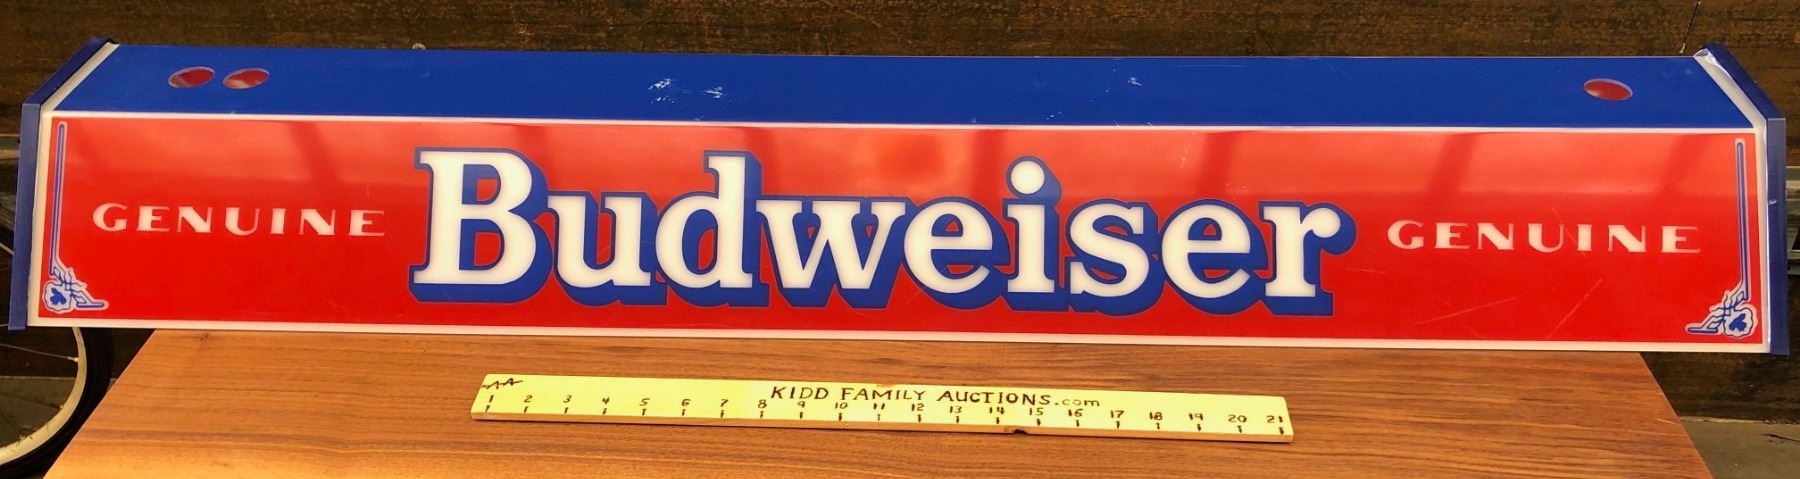 GENUINE Budweiser GENUINE
AA KIDD FAMILY AUCTIONS.com
1 2 3 4 5 6 7 8 9 10 11 12 13 14 15 16 17 18 19 20 21